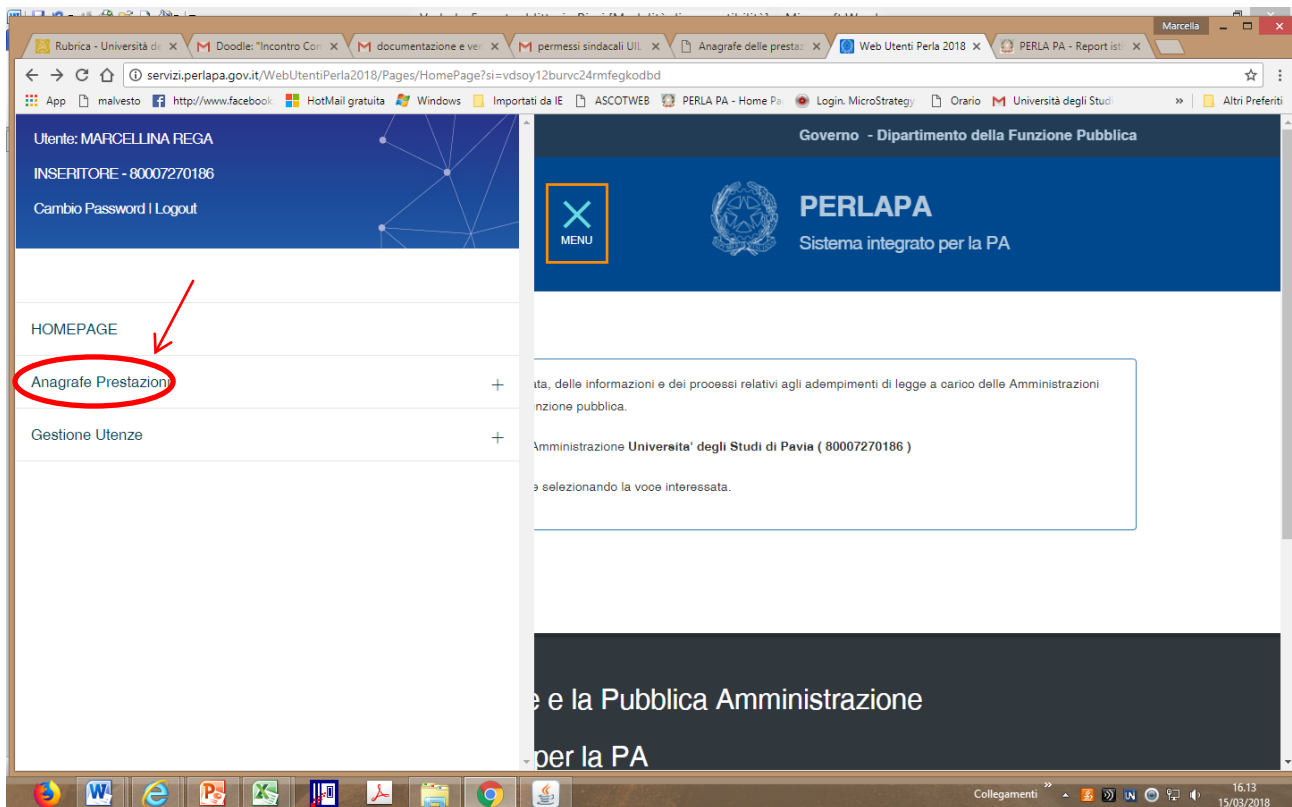 Marcella
Rubrica - Università de
Doodle: "Incontro Con
documentazione e ver
permessi sindacali UIL
Anagrafe delle prestaz
Web Utenti Perla 2018
PERLA PA - Report isti
servizi.perlapa.gov.it/WebUtentiPerla2018/Pages/HomePage?si=vdsoy12burvc24rmfegkodbd
App
malvesto
http://www.facebook.
HotMail gratuita
Windows
Importati da IE
ASCOTWEB
PERLA PA - Home Pa
Login. MicroStrategy
Orario
Università degli Studi
»
Altri Preferiti
Utente: MARCELLINA REGA
INSERITORE - 80007270186
Cambio Password | Logout
Governo - Dipartimento della Funzione Pubblica
MENU
PERLAPA
Sistema integrato per la PA
HOMEPAGE
Anagrafe Prestazioni
+
Gestione Utenze
+
ata, delle informazioni e dei processi relativi agli adempimenti di legge a carico delle Amministrazioni
nzione pubblica.
Amministrazione Universita' degli Studi di Pavia ( 80007270186 )
e selezionando la voce interessata.
e e la Pubblica Amministrazione
per la PA
Collegamenti
»
16.13
15/03/2018